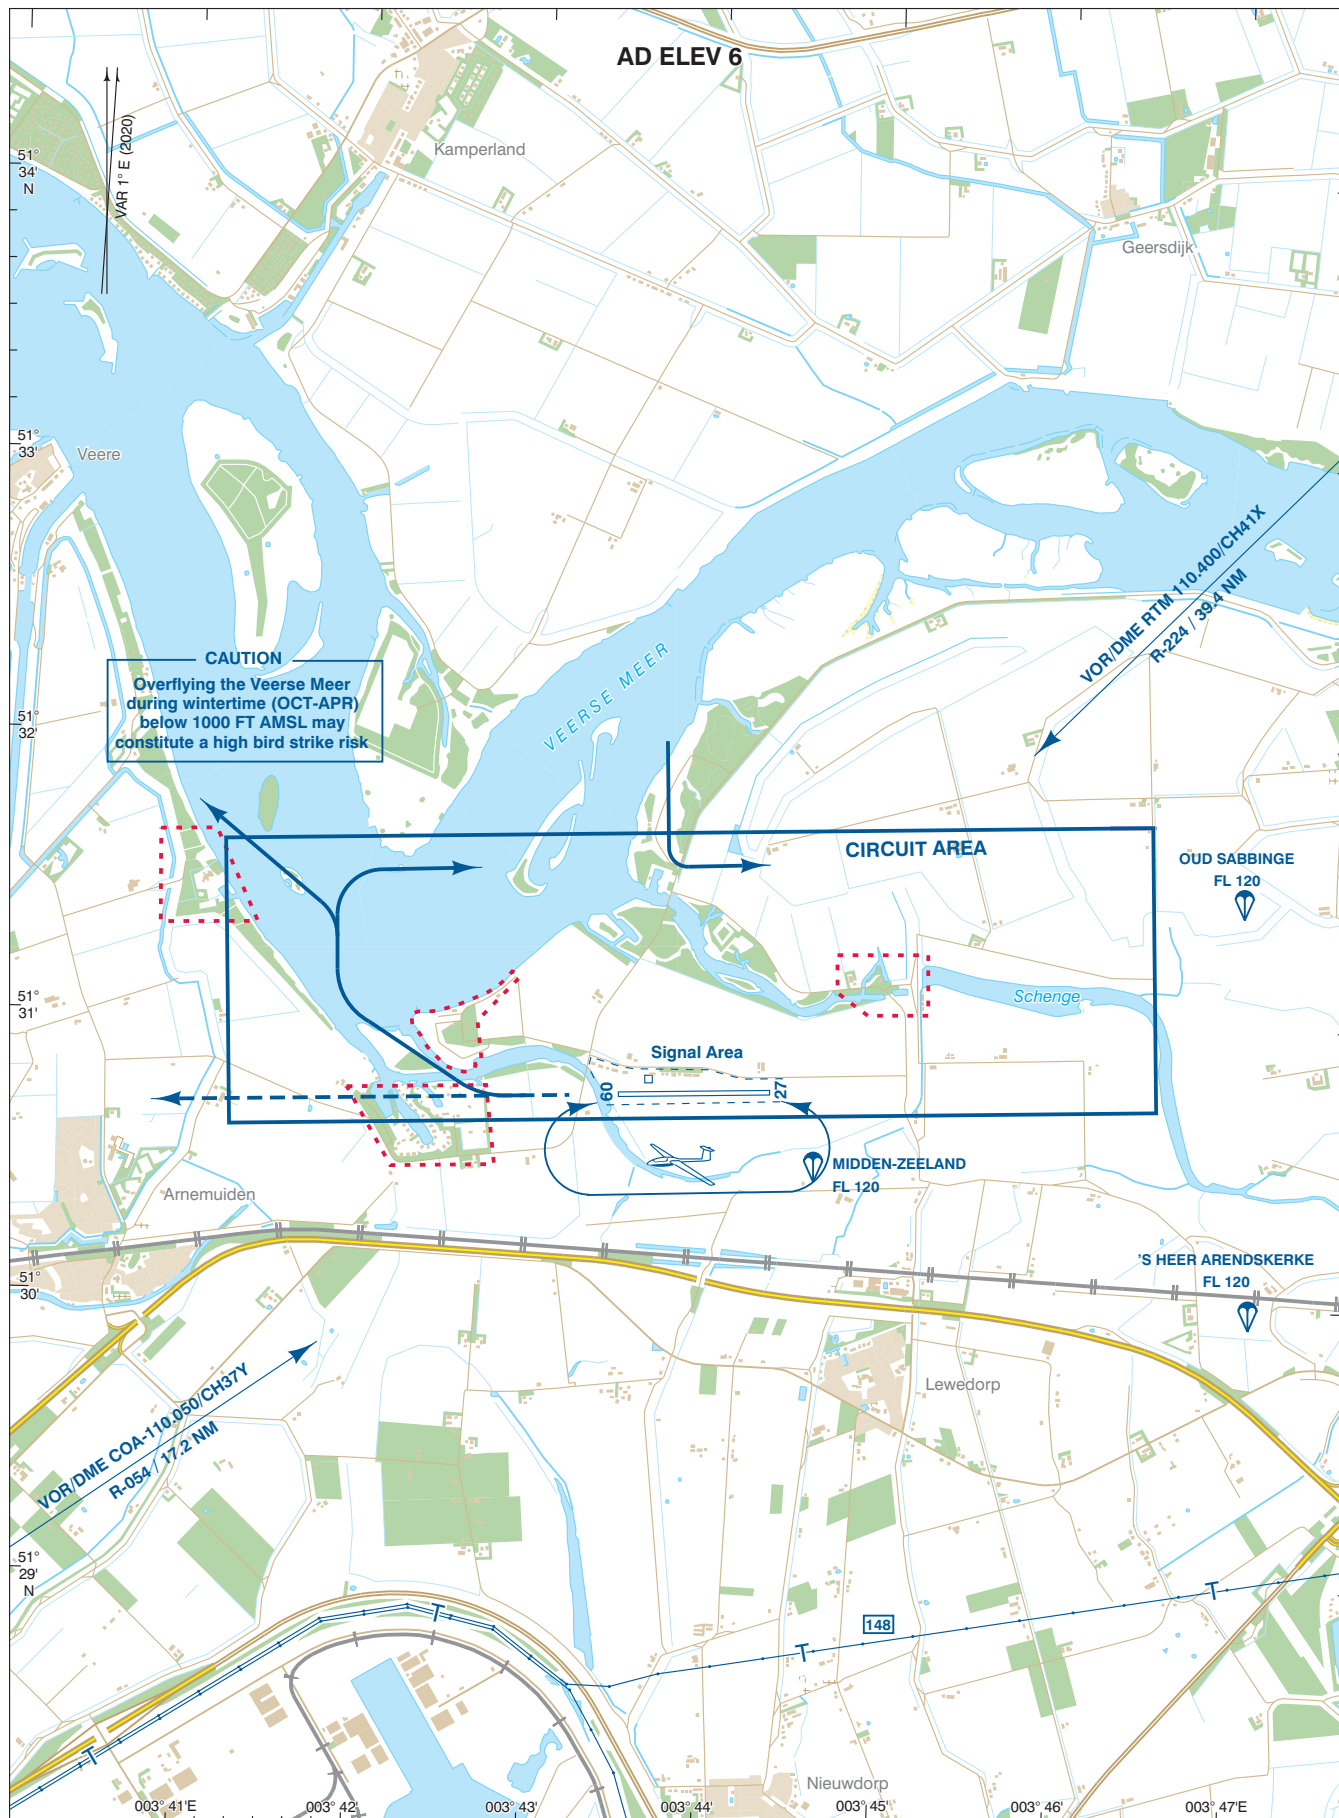 AD ELEV 6
VAR 1° E (2020)
51°
34'
N
Kamperland
Geersdijk
51°
33'
Veere
VOR/DME RTM 110.400/CH41X
R-224 / 39.4 NM
CAUTION
Overflying the Veerse Meer
during wintertime (OCT-APR)
below 1000 FT AMSL may
constitute a high bird strike risk
VEERSE MEER
51°
32'
CIRCUIT AREA
OUD SABBINGE
FL 120
51°
31'
Schenge
Signal Area
09
27
MIDDEN-ZEELAND
FL 120
Arnemuiden
51°
30'
'S HEER ARENDSKERKE
FL 120
VOR/DME COA-110.050/CH37Y
R-054 / 17.2 NM
Lewedorp
51°
29'
N
T
T
148
T
T
Nieuwdorp
003° 41'E
003° 42'
003° 43'
003° 44'
003° 45'
003° 46'
003° 47'E